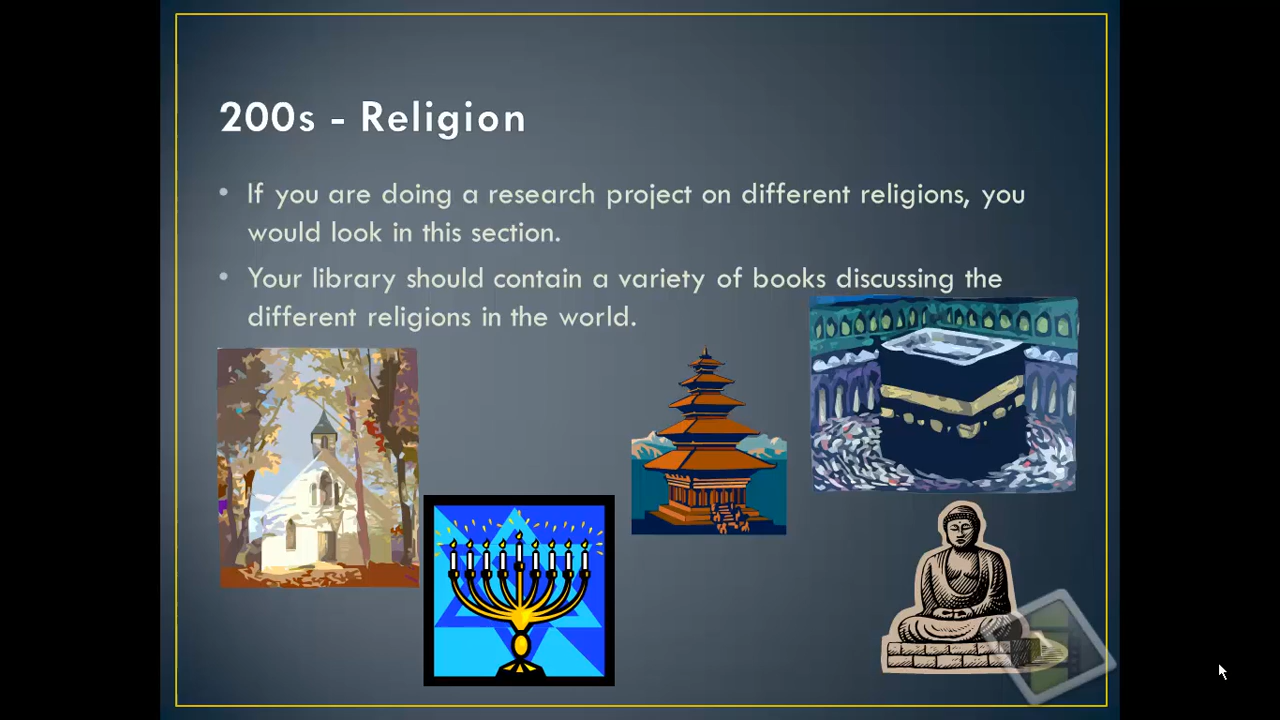 200s - Religion
• If you are doing a research project on different religions, you
would look in this section.
• Your library should contain a variety of books discussing the
different religions in the world.